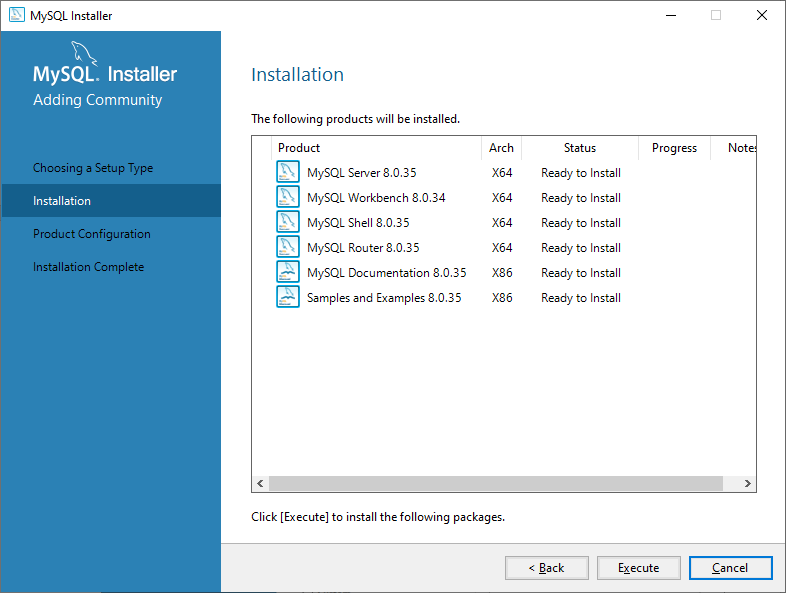 MySQL Installer
MySQL. Installer
Adding Community
Choosing a Setup Type
Installation
Product Configuration
Installation Complete
Installation
The following products will be installed.
Product Arch Status Progress Notes
MySQL Server 8.0.35 X64 Ready to Install
MySQL Workbench 8.0.34 X64 Ready to Install
MySQL Shell 8.0.35 X64 Ready to Install
MySQL Router 8.0.35 X64 Ready to Install
MySQL Documentation 8.0.35 X86 Ready to Install
Samples and Examples 8.0.35 X86 Ready to Install
Click [Execute] to install the following packages.
< Back Execute Cancel